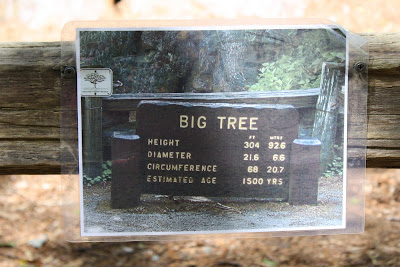 BIG TREE
FT MTRS
HEIGHT 304 92.6
DIAMETER 21.6 6.6
CIRCUMFERENCE 68 20.7
ESTIMATED AGE 1500 YRS